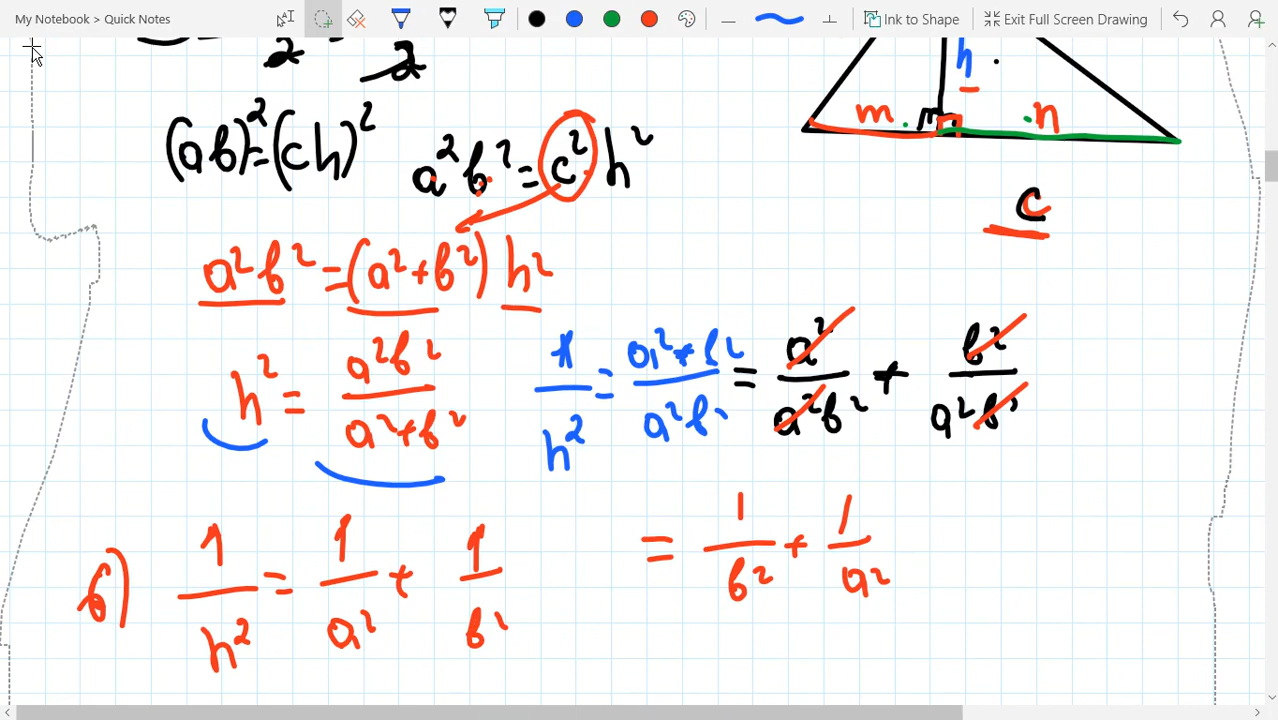 My Notebook > Quick Notes
Ink to Shape
Exit Full Screen Drawing
2 2
h
m n
c
(ab)²=(ch)²
a²b²=c²h²
a²b²=(a²+b²)h²
h²=a²b²/(a²+b²)
1/h²=(a²+b²)/(a²b²)=a²/(a²b²)+b²/(a²b²)
=1/b²+1/a²
б) 1/h²=1/a²+1/b²